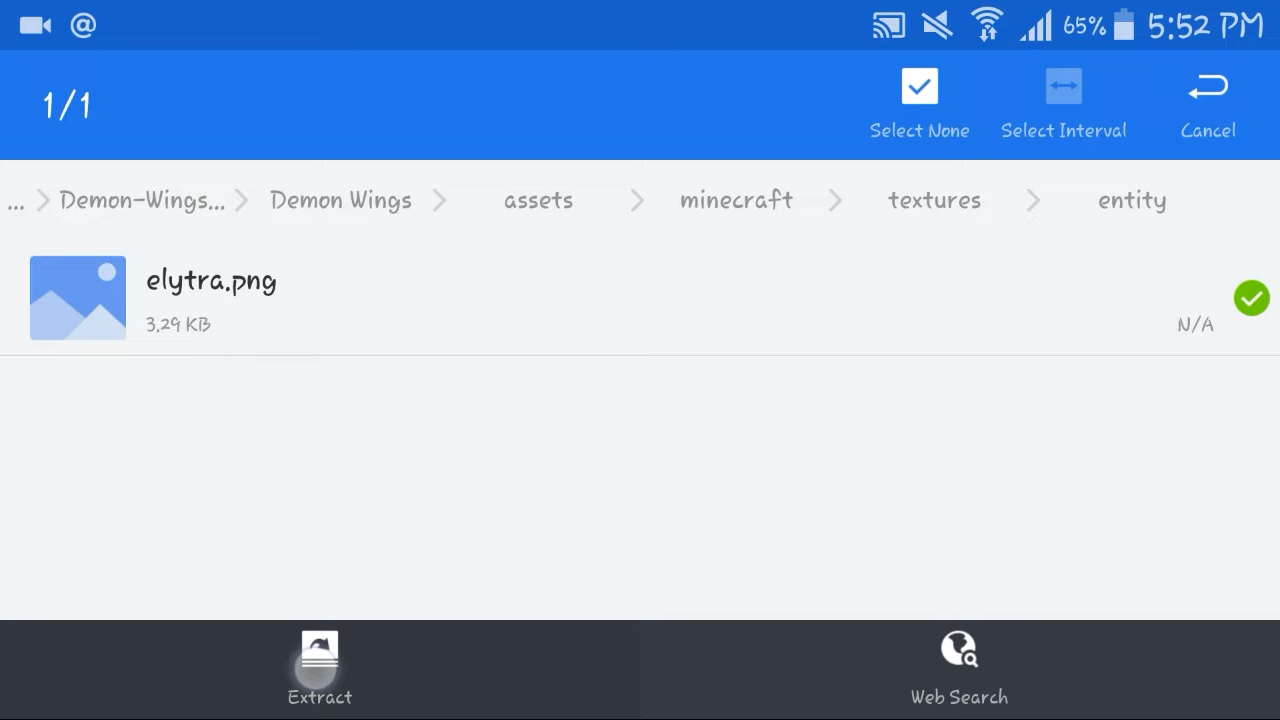 @ 65% 5:52 PM
1/1
Select None Select Interval Cancel
... Demon-Wings... Demon Wings assets minecraft textures entity
elytra.png
3.29 KB N/A
Extract Web Search